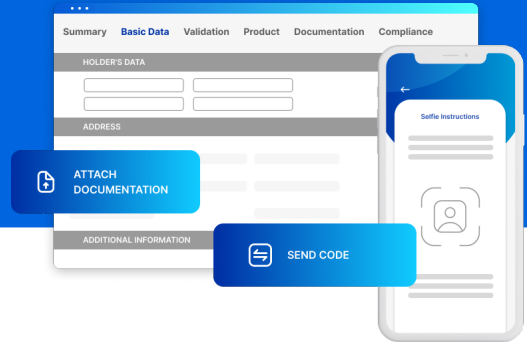 Summary Basic Data Validation Product Documentation Compliance
HOLDER'S DATA
ADDRESS
ATTACH
DOCUMENTATION
ADDITIONAL INFORMATION
SEND CODE
Selfie Instructions